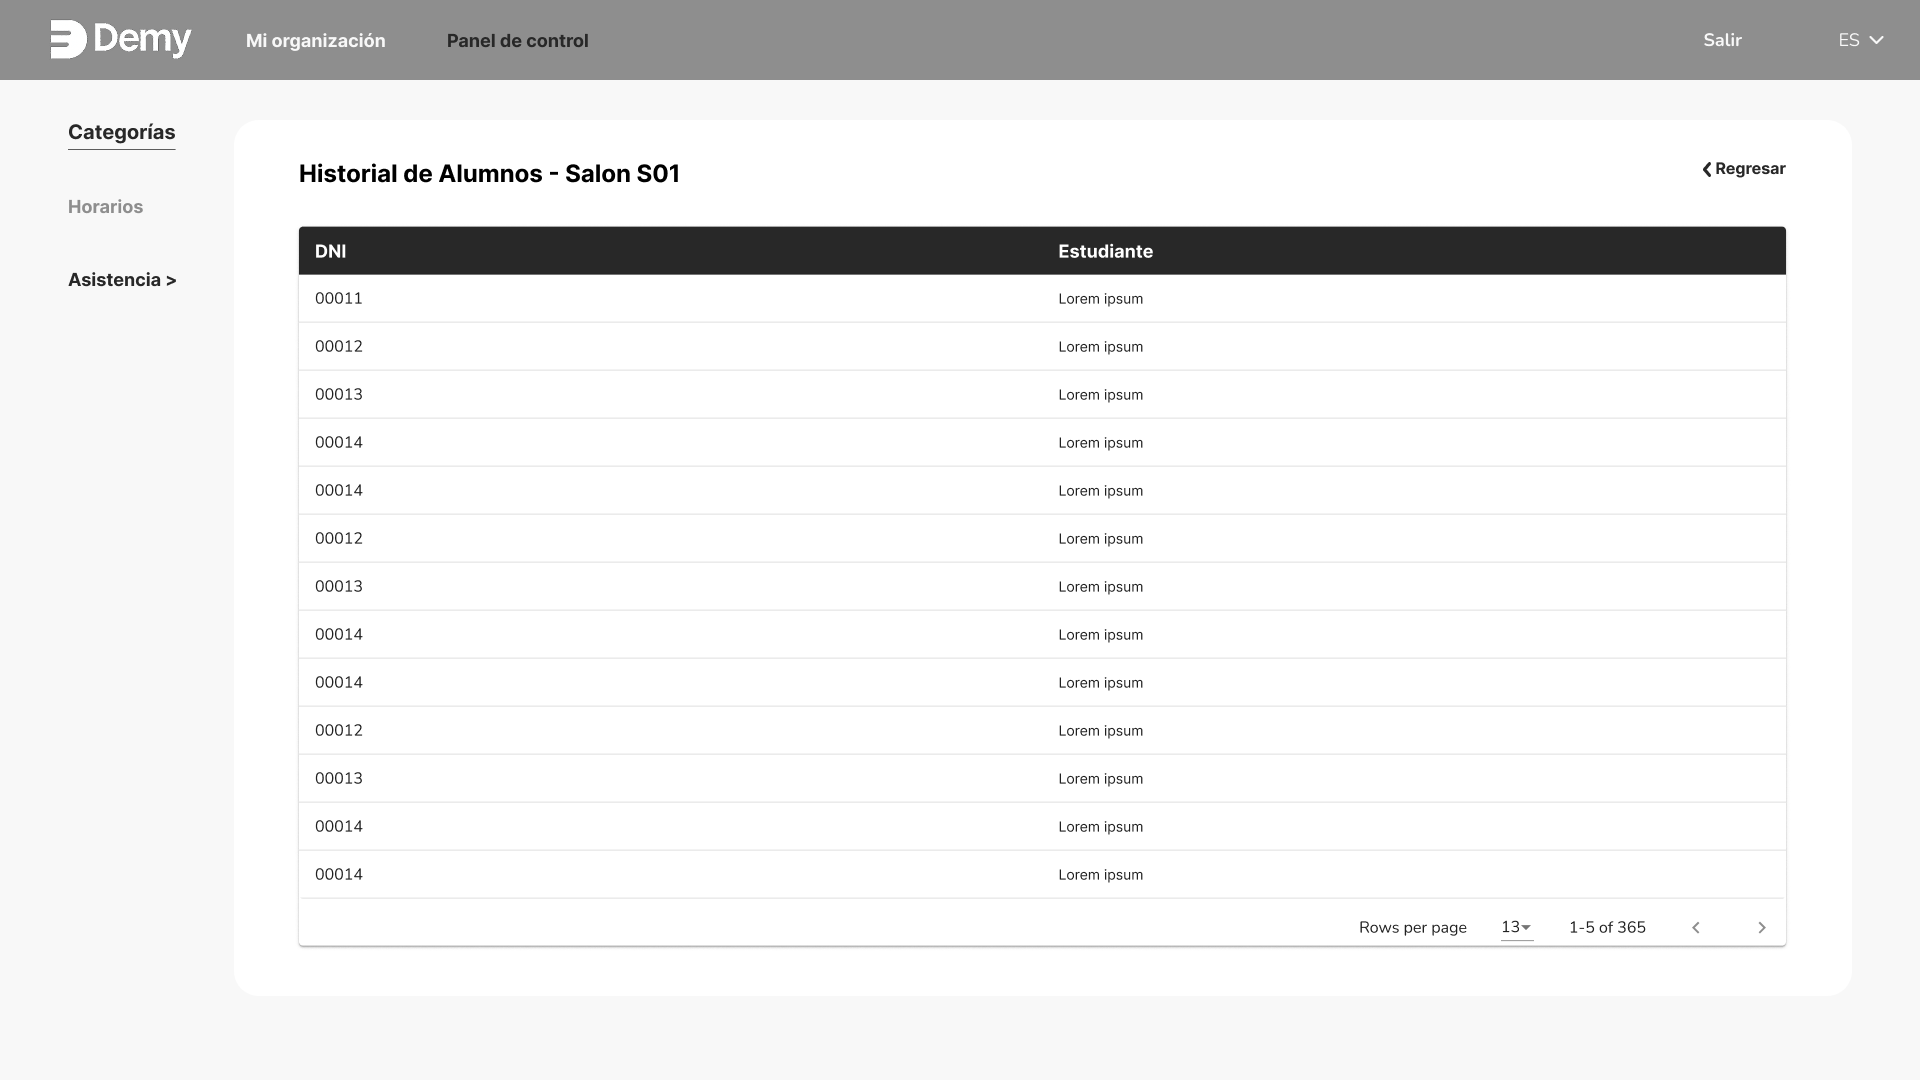 Demy Mi organización Panel de control Salir ES
Categorías
Horarios
Asistencia >
Historial de Alumnos - Salon S01 Regresar
DNI Estudiante
00011 Lorem ipsum
00012 Lorem ipsum
00013 Lorem ipsum
00014 Lorem ipsum
00014 Lorem ipsum
00012 Lorem ipsum
00013 Lorem ipsum
00014 Lorem ipsum
00014 Lorem ipsum
00012 Lorem ipsum
00013 Lorem ipsum
00014 Lorem ipsum
00014 Lorem ipsum
Rows per page 13 1-5 of 365